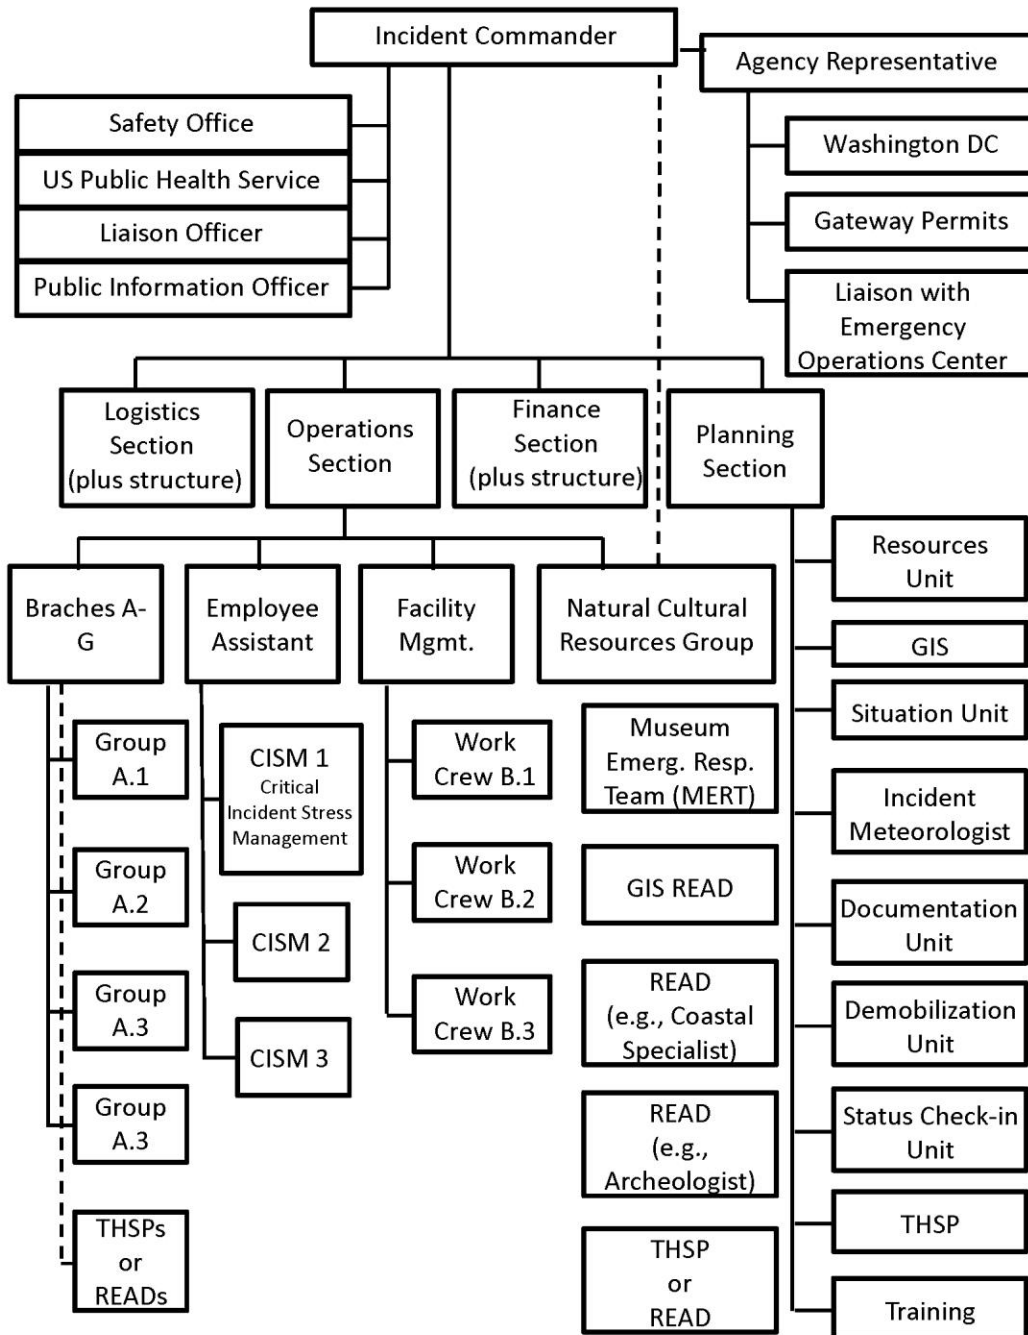 Incident Commander
Agency Representative
Safety Office
US Public Health Service
Liaison Officer
Public Information Officer
Washington DC
Gateway Permits
Liaison with
Emergency
Operations Center
Logistics
Section
(plus structure)
Operations
Section
Finance
Section
(plus structure)
Planning
Section
Braches A-
G
Employee
Assistant
Facility
Mgmt.
Natural Cultural
Resources Group
Group
A.1
Group
A.2
Group
A.3
Group
A.3
THSPs
or
READs
CISM 1
Critical
Incident Stress
Management
CISM 2
CISM 3
Work
Crew B.1
Work
Crew B.2
Work
Crew B.3
Museum
Emerg. Resp.
Team (MERT)
GIS READ
READ
(e.g., Coastal
Specialist)
READ
(e.g.,
Archeologist)
THSP
or
READ
Resources
Unit
GIS
Situation Unit
Incident
Meteorologist
Documentation
Unit
Demobilization
Unit
Status Check-in
Unit
THSP
Training